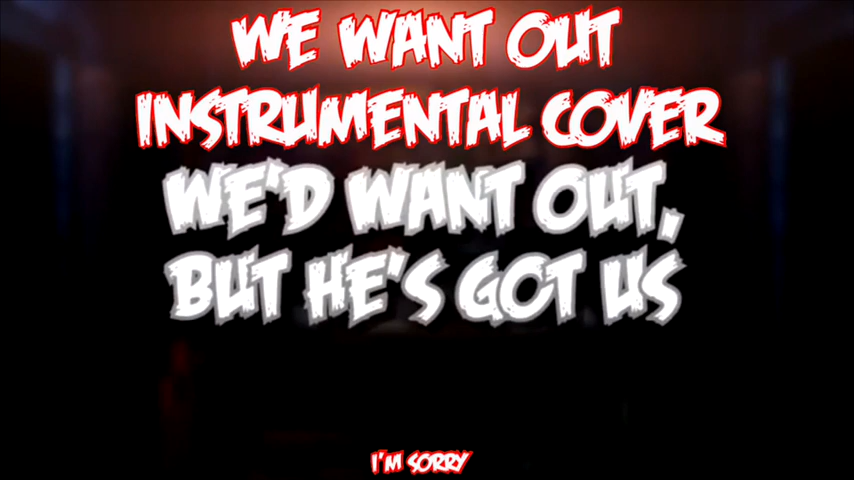 WE WANT OUT
INSTRUMENTAL COVER
WE'D WANT OUT,
BUT HE'S GOT US
I'M SORRY